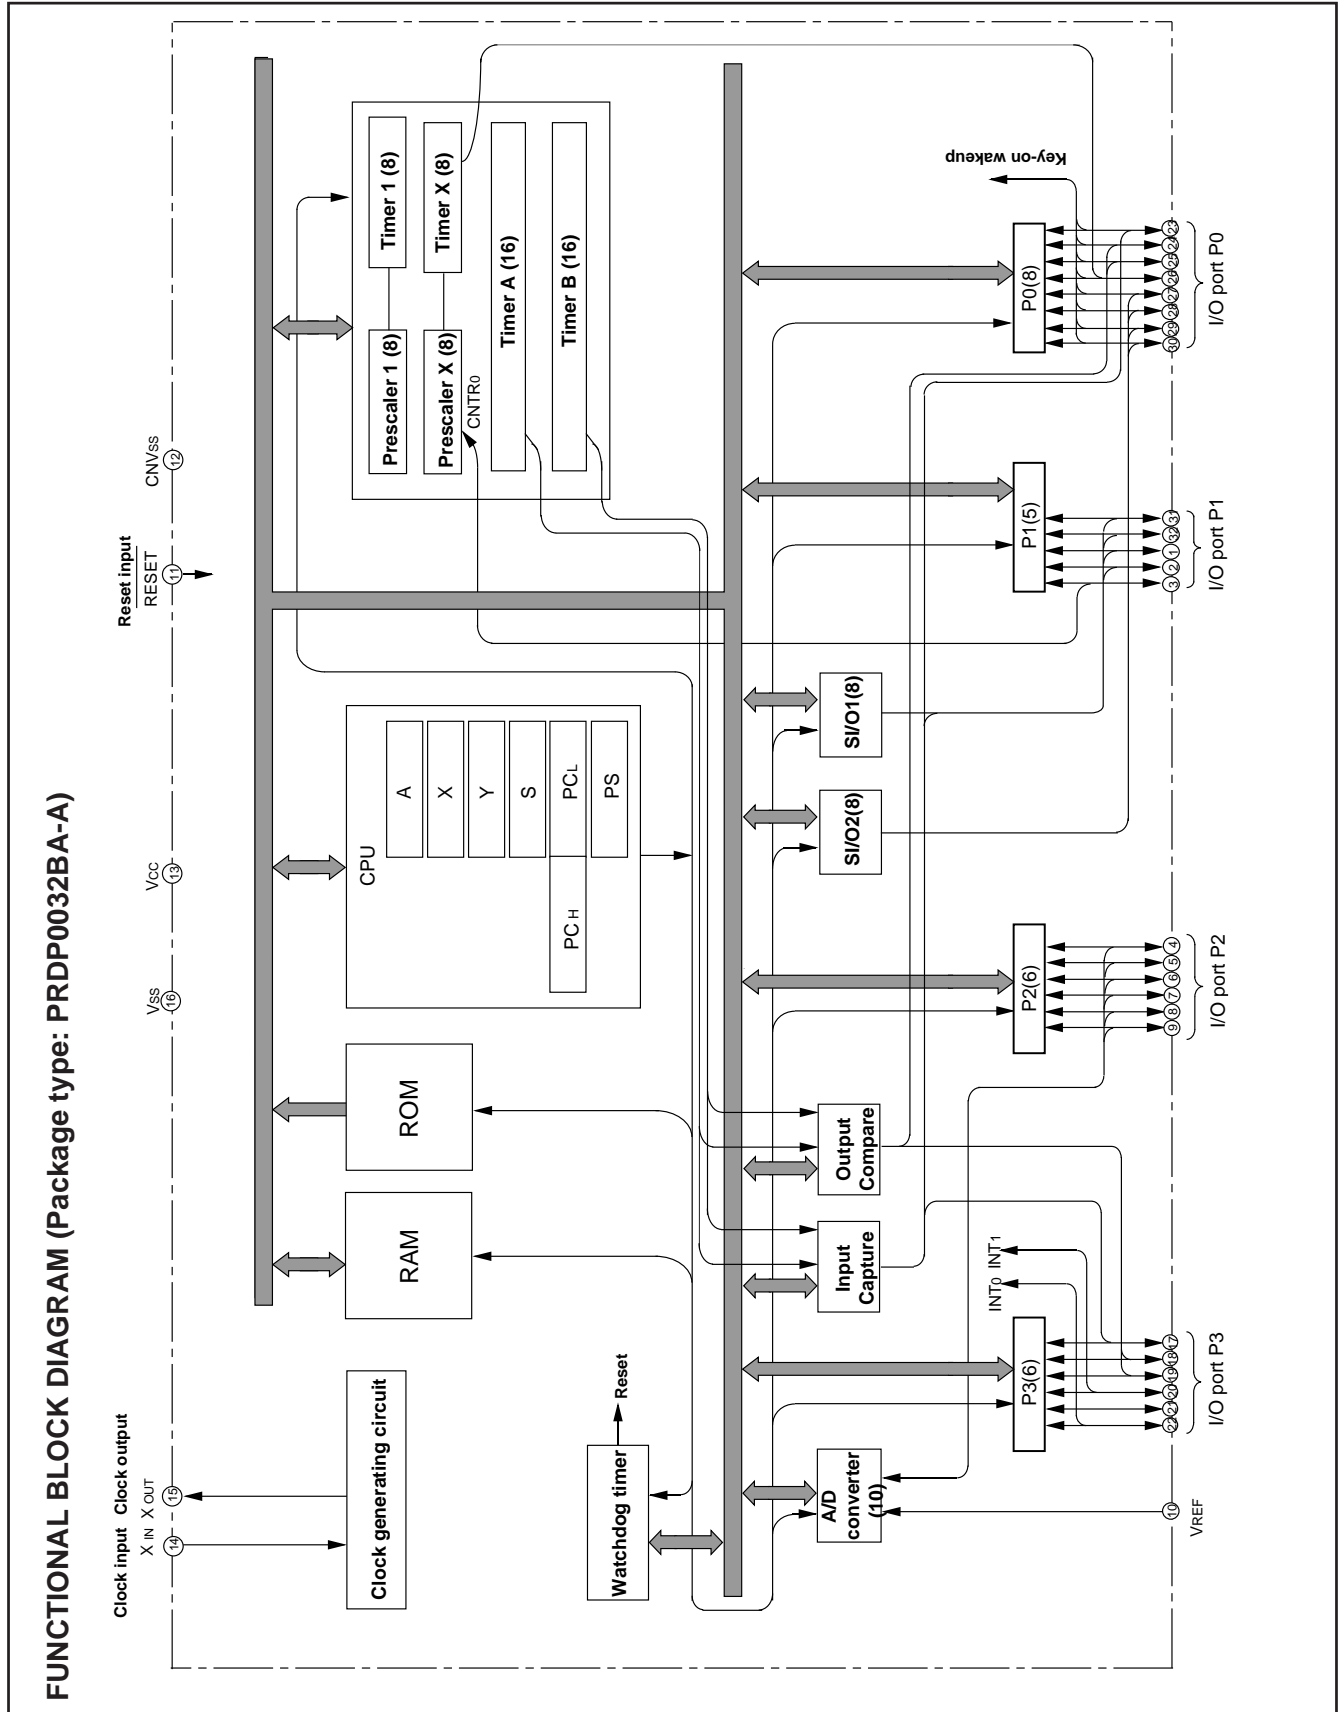 FUNCTIONAL BLOCK DIAGRAM (Package type: PRDP0032BA-A)
Clock input
Clock output
Reset input
X IN
X OUT
VSS
VCC
RESET
CNVSS
14
15
16
13
11
12
Clock generating circuit
RAM
ROM
CPU
A
X
Y
S
PCH
PCL
PS
Prescaler 1 (8)
Timer 1 (8)
Prescaler X (8)
Timer X (8)
CNTR0
Timer A (16)
Timer B (16)
Watchdog timer
Reset
A/D
converter
(10)
Input
Capture
Output
Compare
SI/O2(8)
SI/O1(8)
INT0
INT1
Key-on wakeup
P3(6)
P2(6)
P1(5)
P0(8)
10
22
21
20
19
18
17
9
8
7
6
5
4
3
2
1
32
31
30
29
28
27
26
25
24
23
VREF
I/O port P3
I/O port P2
I/O port P1
I/O port P0